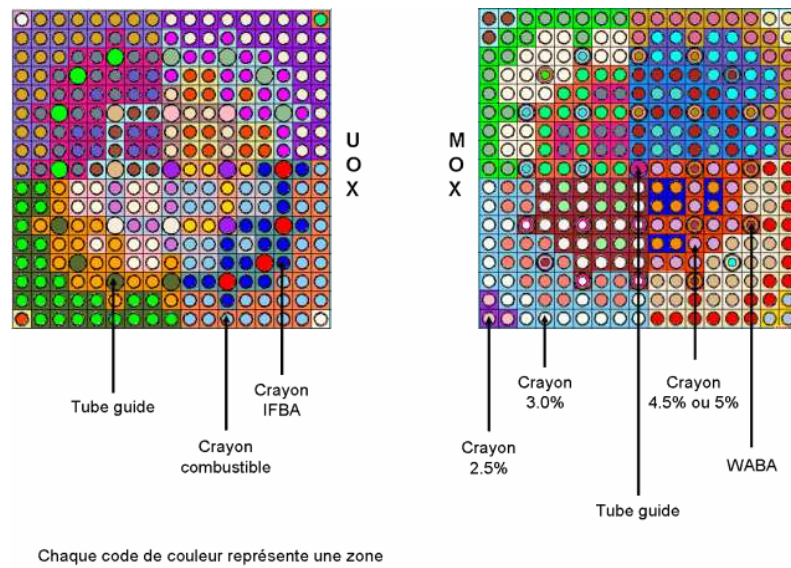 U
O
X
M
O
X
Tube guide
Crayon
IFBA
Crayon
combustible
Crayon
3.0%
Crayon
4.5% ou 5%
Crayon
2.5%
WABA
Tube guide
Chaque code de couleur représente une zone